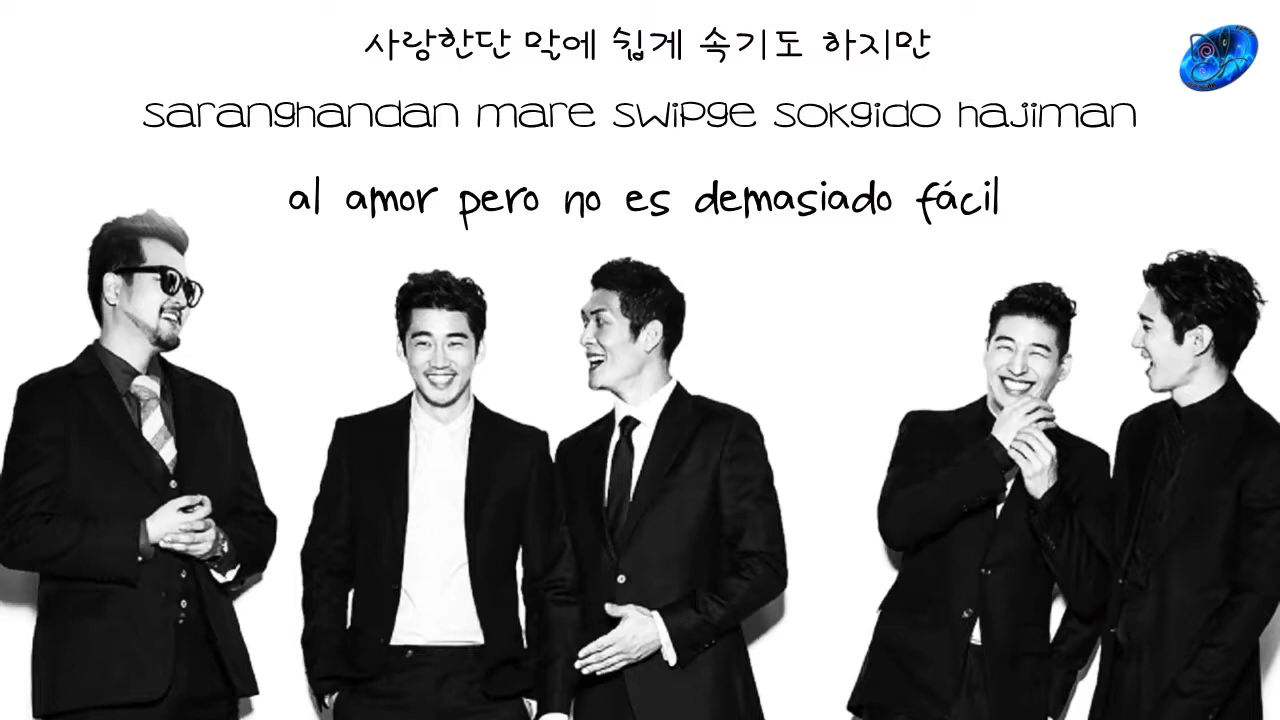 사랑한단 말에 쉽게 속기도 하지만
saranghandan mare swipge sokgido hajiman
al amor pero no es demasiado fácil